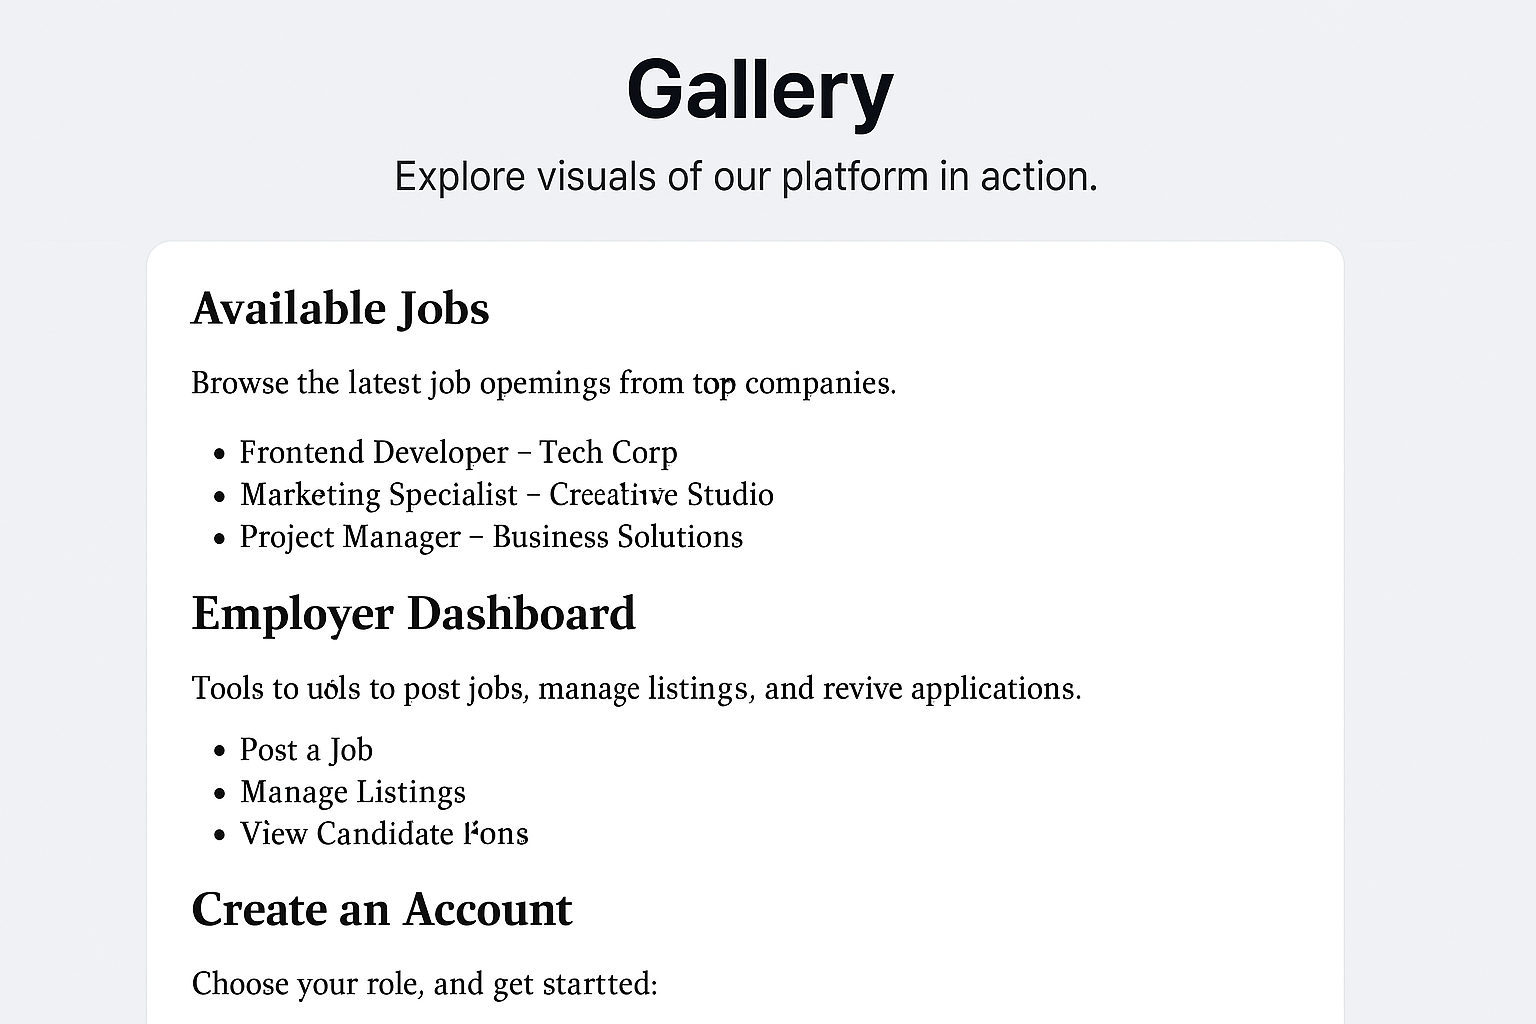 Gallery
Explore visuals of our platform in action.
Available Jobs
Browse the latest job opemings from top companies.
• Frontend Developer – Tech Corp
• Marketing Specialist – Creeative Studio
• Project Manager – Business Solutions
Employer Dashboard
Tools to uols to post jobs, manage listings, and revive applications.
• Post a Job
• Manage Listings
• View Candidate
Create an Account
Choose your role, and get startted: